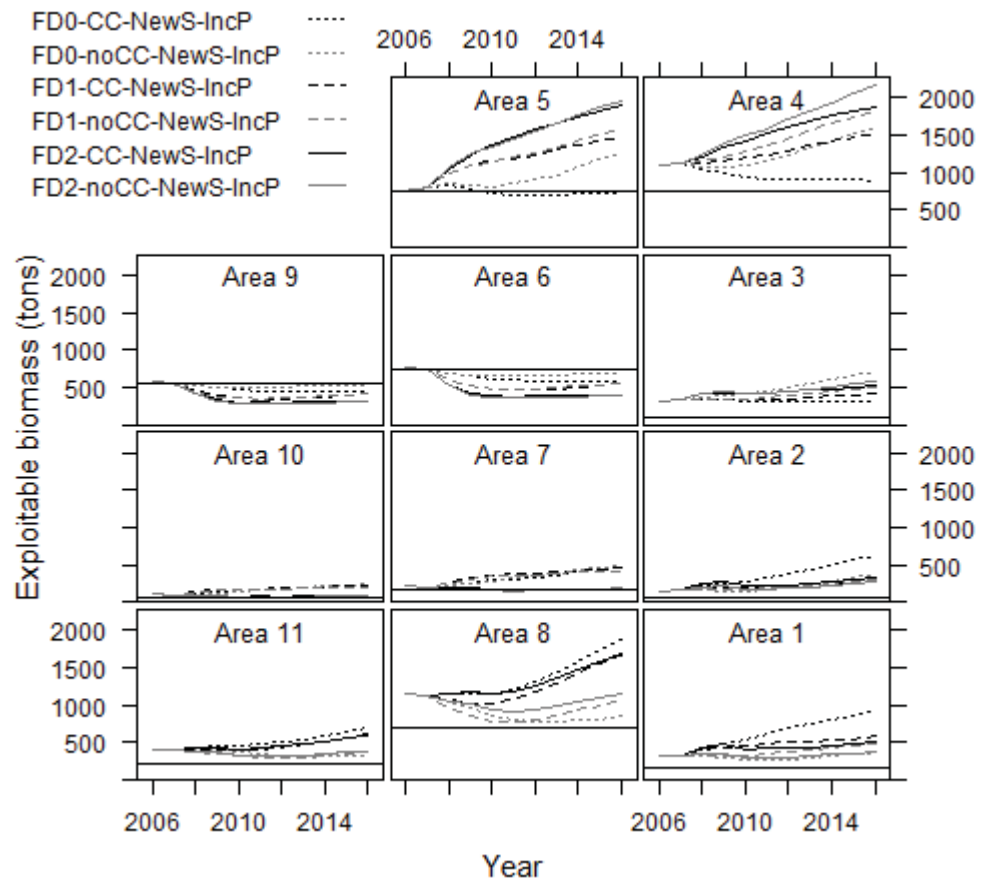 FD0-CC-NewS-IncP
FD0-noCC-NewS-IncP
FD1-CC-NewS-IncP
FD1-noCC-NewS-IncP
FD2-CC-NewS-IncP
FD2-noCC-NewS-IncP
2006 2010 2014
Area 5 Area 4
2000
1500
1000
500
Area 9 Area 6 Area 3
2000
1500
1000
500
Area 10 Area 7 Area 2
2000
1500
1000
500
Area 11 Area 8 Area 1
2000
1500
1000
500
2006 2010 2014 2006 2010 2014
Exploitable biomass (tons)
Year